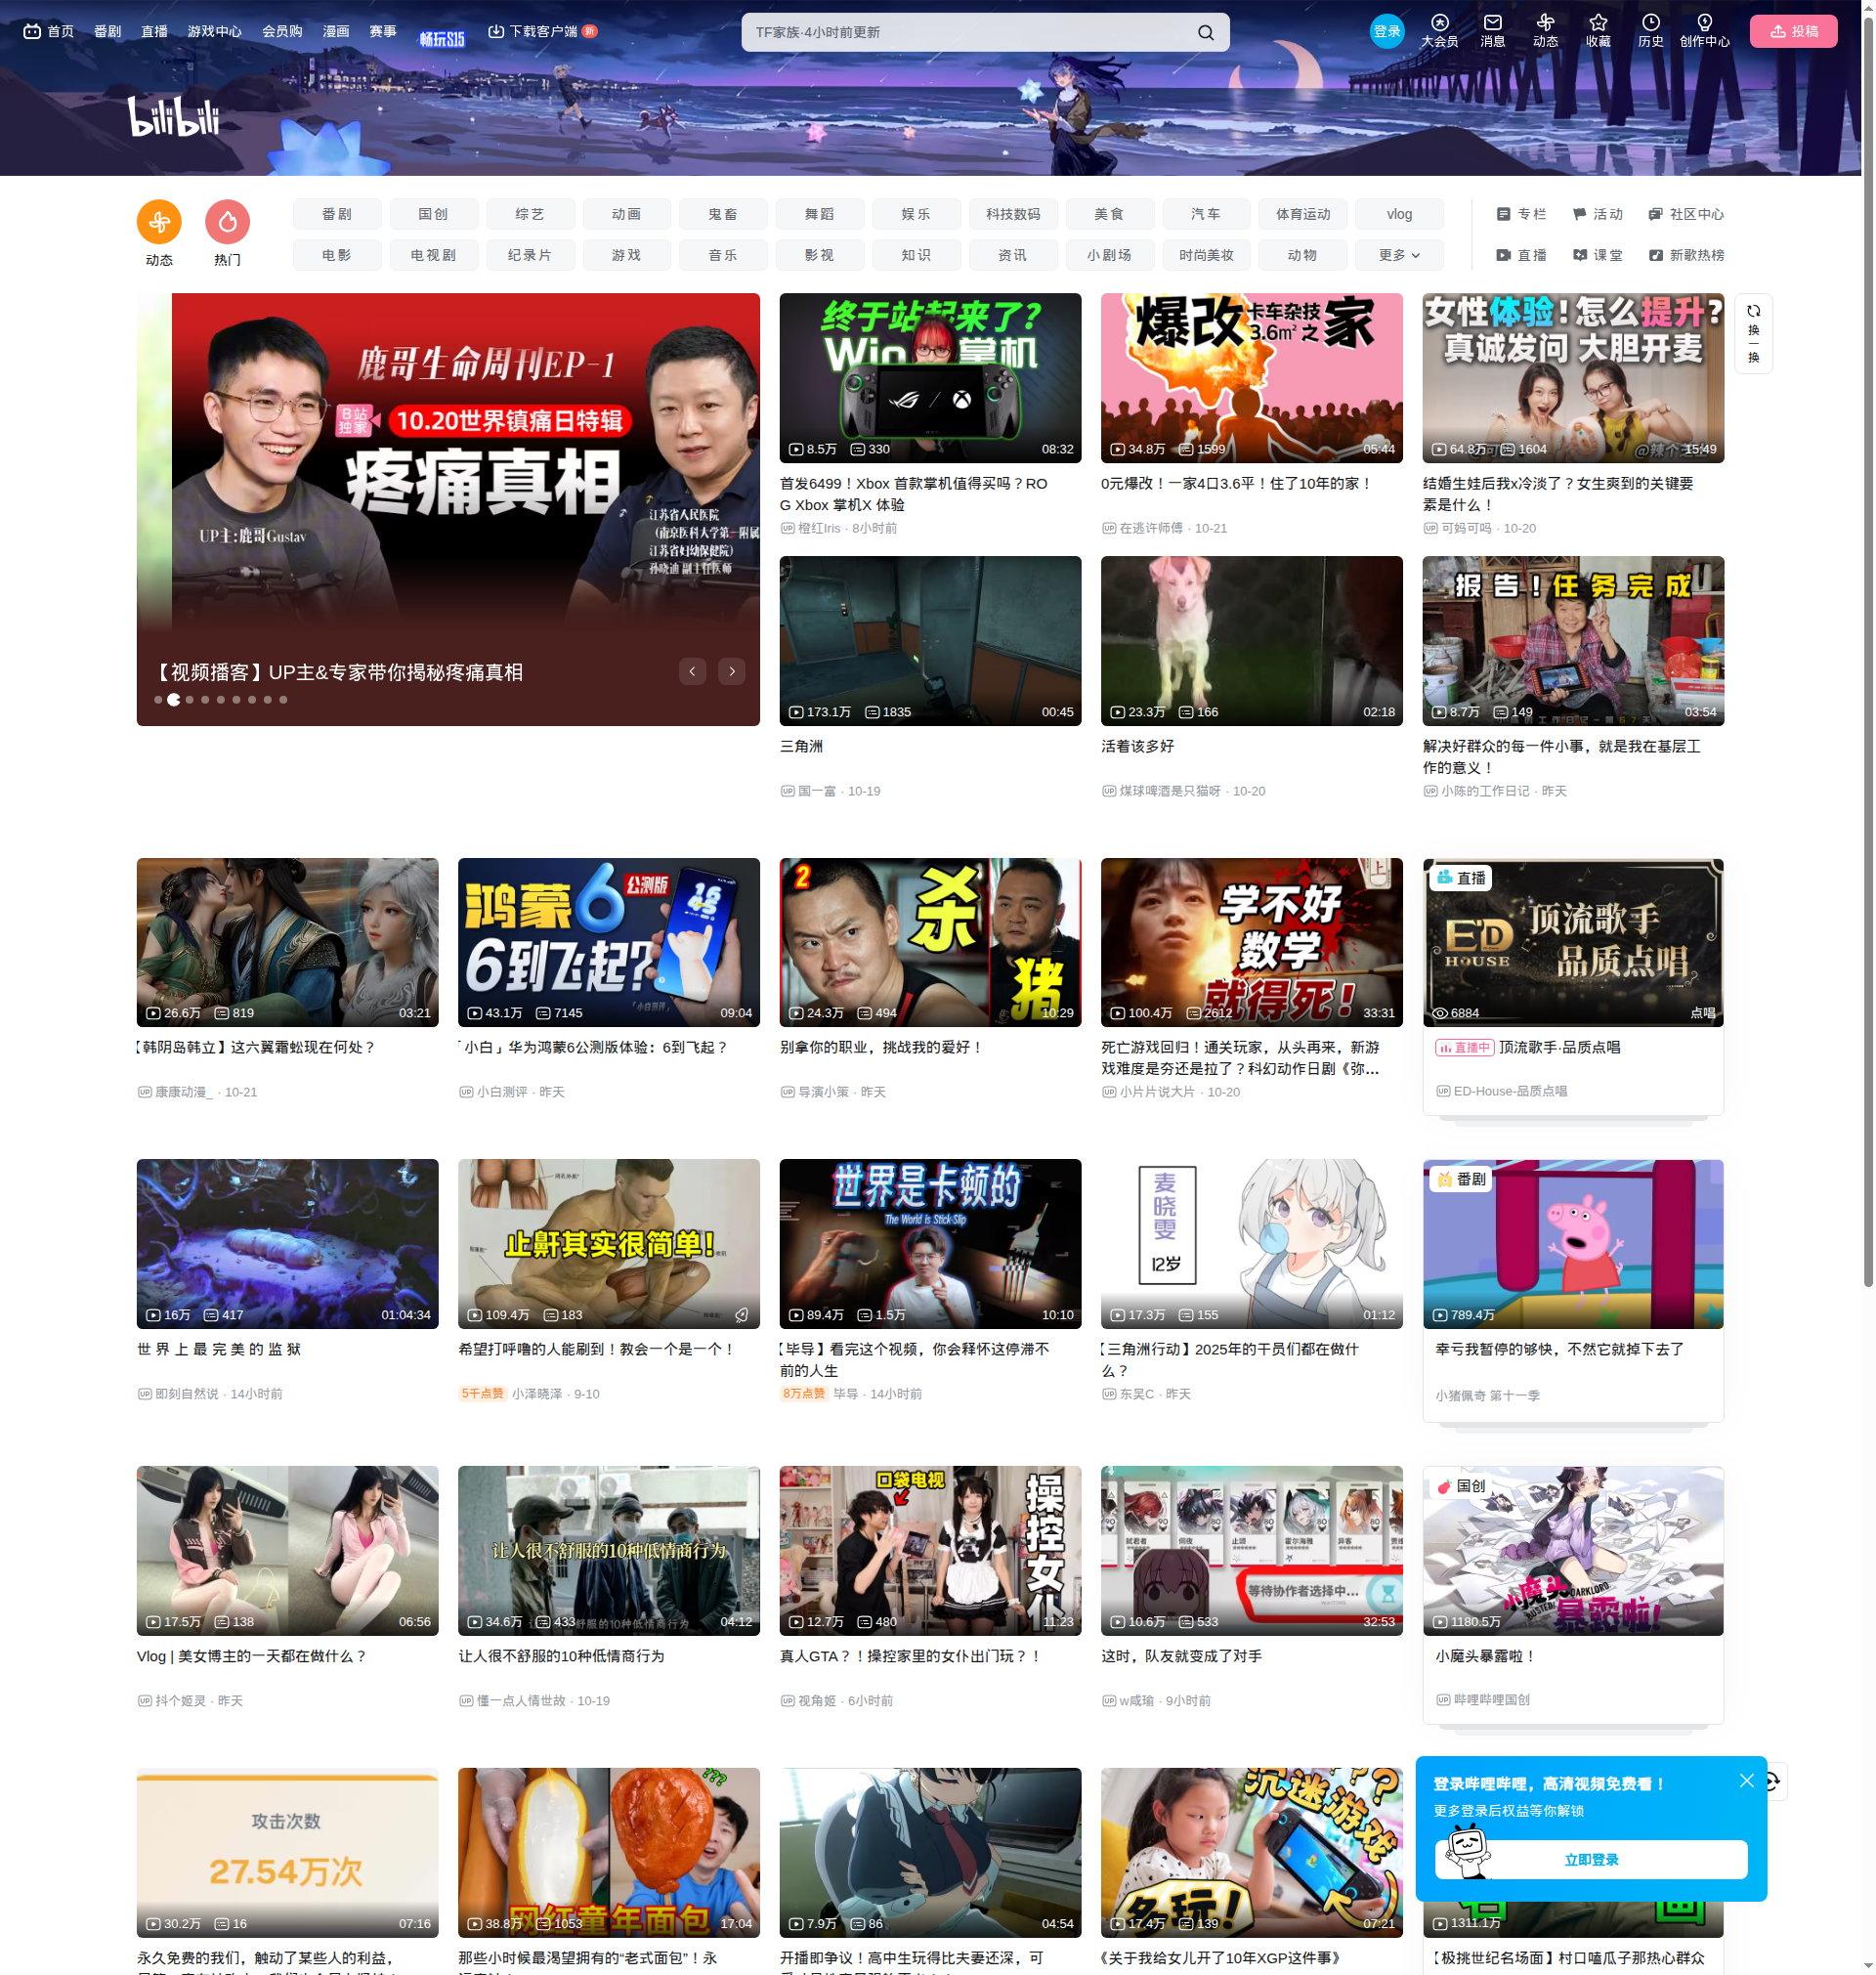 首页 番剧 直播 游戏中心 会员购 漫画 赛事 畅玩S15 下载客户端 新
TF家族·4小时前更新
登录 大会员 消息 动态 收藏 历史 创作中心 投稿
bilibili
动态 热门
番剧 国创 综艺 动画 鬼畜 舞蹈 娱乐 科技数码 美食 汽车 体育运动 vlog
电影 电视剧 纪录片 游戏 音乐 影视 知识 资讯 小剧场 时尚美妆 动物 更多
专栏 活动 社区中心
直播 课堂 新歌热榜
鹿哥生命周刊EP-1
B站独家
10.20世界镇痛日特辑
疼痛真相
UP主:鹿哥Gustav
江苏省人民医院
(南京医科大学第一附属
江苏省妇幼保健院)
孙晓迪 副主任医师
【视频播客】UP主&专家带你揭秘疼痛真相
终于站起来了?
Win 掌机
8.5万 330 08:32
首发6499！Xbox 首款掌机值得买吗？RO
G Xbox 掌机X 体验
橙红Iris · 8小时前
爆改卡车杂技3.6㎡之家
34.8万 1599 05:44
0元爆改！一家4口3.6平！住了10年的家！
在逃许师傅 · 10-21
女性体验!怎么提升?
真诚发问 大胆开麦
64.8万 1604 15:49
结婚生娃后我x冷淡了？女生爽到的关键要
素是什么！
可妈可吗 · 10-20
换一换
173.1万 1835 00:45
三角洲
国一富 · 10-19
23.3万 166 02:18
活着该多好
煤球啤酒是只猫呀 · 10-20
报告！任务完成
8.7万 149 03:54
解决好群众的每一件小事，就是我在基层工
作的意义！
小陈的工作日记 · 昨天
26.6万 819 03:21
【韩阴岛韩立】这六翼霜蚣现在何处？
康康动漫_ · 10-21
鸿蒙6 公测版
6到飞起?
43.1万 7145 09:04
「小白」华为鸿蒙6公测版体验：6到飞起？
小白测评 · 昨天
2 杀猪
24.3万 494 10:29
别拿你的职业，挑战我的爱好！
导演小策 · 昨天
学不好
数学
就得死！
100.4万 2612 33:31
死亡游戏回归！通关玩家，从头再来，新游
戏难度是夯还是拉了？科幻动作日剧《弥...
小片片说大片 · 10-20
直播
ED HOUSE
顶流歌手
品质点唱
6884 点唱
直播中 顶流歌手·品质点唱
ED-House-品质点唱
16万 417 01:04:34
世 界 上 最 完 美 的 监 狱
即刻自然说 · 14小时前
止鼾其实很简单!
109.4万 183
希望打呼噜的人能刷到！教会一个是一个！
5千点赞 小泽晓泽 · 9-10
世界是卡顿的
The World is Stick-Slip
89.4万 1.5万 10:10
【毕导】看完这个视频，你会释怀这停滞不
前的人生
8万点赞 毕导 · 14小时前
麦晓雯
12岁
17.3万 155 01:12
【三角洲行动】2025年的干员们都在做什
么？
东吴C · 昨天
番剧
789.4万
幸亏我暂停的够快，不然它就掉下去了
小猪佩奇 第十一季
17.5万 138 06:56
Vlog | 美女博主的一天都在做什么？
抖个姬灵 · 昨天
让人很不舒服的10种低情商行为
34.6万 433 04:12
让人很不舒服的10种低情商行为
懂一点人情世故 · 10-19
口袋电视
操控女仆
12.7万 480 11:23
真人GTA？！操控家里的女仆出门玩？！
视角姬 · 6小时前
等待协作者选择中...
10.6万 533 32:53
这时，队友就变成了对手
w咸瑜 · 9小时前
国创
小魔头暴露啦!
1180.5万
小魔头暴露啦！
哔哩哔哩国创
攻击次数
27.54万次
30.2万 16 07:16
永久免费的我们，触动了某些人的利益，
???
网红童年面包
38.8万 1053 17:04
那些小时候最渴望拥有的“老式面包”！永
7.9万 86 04:54
开播即争议！高中生玩得比夫妻还深，可
沉迷游戏??
多玩!
17.4万 139 07:21
《关于我给女儿开了10年XGP这件事》
登录哔哩哔哩，高清视频免费看！
更多登录后权益等你解锁
立即登录
1311.1万
【极挑世纪名场面】村口嗑瓜子那热心群众